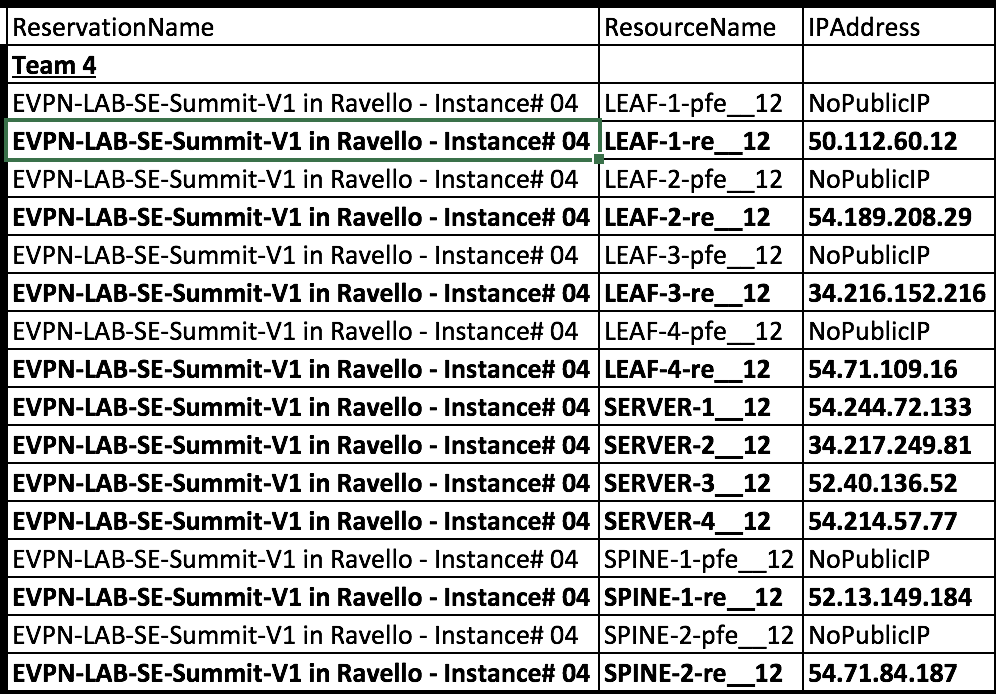 ReservationName ResourceName IPAddress
Team 4
EVPN-LAB-SE-Summit-V1 in Ravello - Instance# 04 LEAF-1-pfe__12 NoPublicIP
EVPN-LAB-SE-Summit-V1 in Ravello - Instance# 04 LEAF-1-re__12 50.112.60.12
EVPN-LAB-SE-Summit-V1 in Ravello - Instance# 04 LEAF-2-pfe__12 NoPublicIP
EVPN-LAB-SE-Summit-V1 in Ravello - Instance# 04 LEAF-2-re__12 54.189.208.29
EVPN-LAB-SE-Summit-V1 in Ravello - Instance# 04 LEAF-3-pfe__12 NoPublicIP
EVPN-LAB-SE-Summit-V1 in Ravello - Instance# 04 LEAF-3-re__12 34.216.152.216
EVPN-LAB-SE-Summit-V1 in Ravello - Instance# 04 LEAF-4-pfe__12 NoPublicIP
EVPN-LAB-SE-Summit-V1 in Ravello - Instance# 04 LEAF-4-re__12 54.71.109.16
EVPN-LAB-SE-Summit-V1 in Ravello - Instance# 04 SERVER-1__12 54.244.72.133
EVPN-LAB-SE-Summit-V1 in Ravello - Instance# 04 SERVER-2__12 34.217.249.81
EVPN-LAB-SE-Summit-V1 in Ravello - Instance# 04 SERVER-3__12 52.40.136.52
EVPN-LAB-SE-Summit-V1 in Ravello - Instance# 04 SERVER-4__12 54.214.57.77
EVPN-LAB-SE-Summit-V1 in Ravello - Instance# 04 SPINE-1-pfe__12 NoPublicIP
EVPN-LAB-SE-Summit-V1 in Ravello - Instance# 04 SPINE-1-re__12 52.13.149.184
EVPN-LAB-SE-Summit-V1 in Ravello - Instance# 04 SPINE-2-pfe__12 NoPublicIP
EVPN-LAB-SE-Summit-V1 in Ravello - Instance# 04 SPINE-2-re__12 54.71.84.187